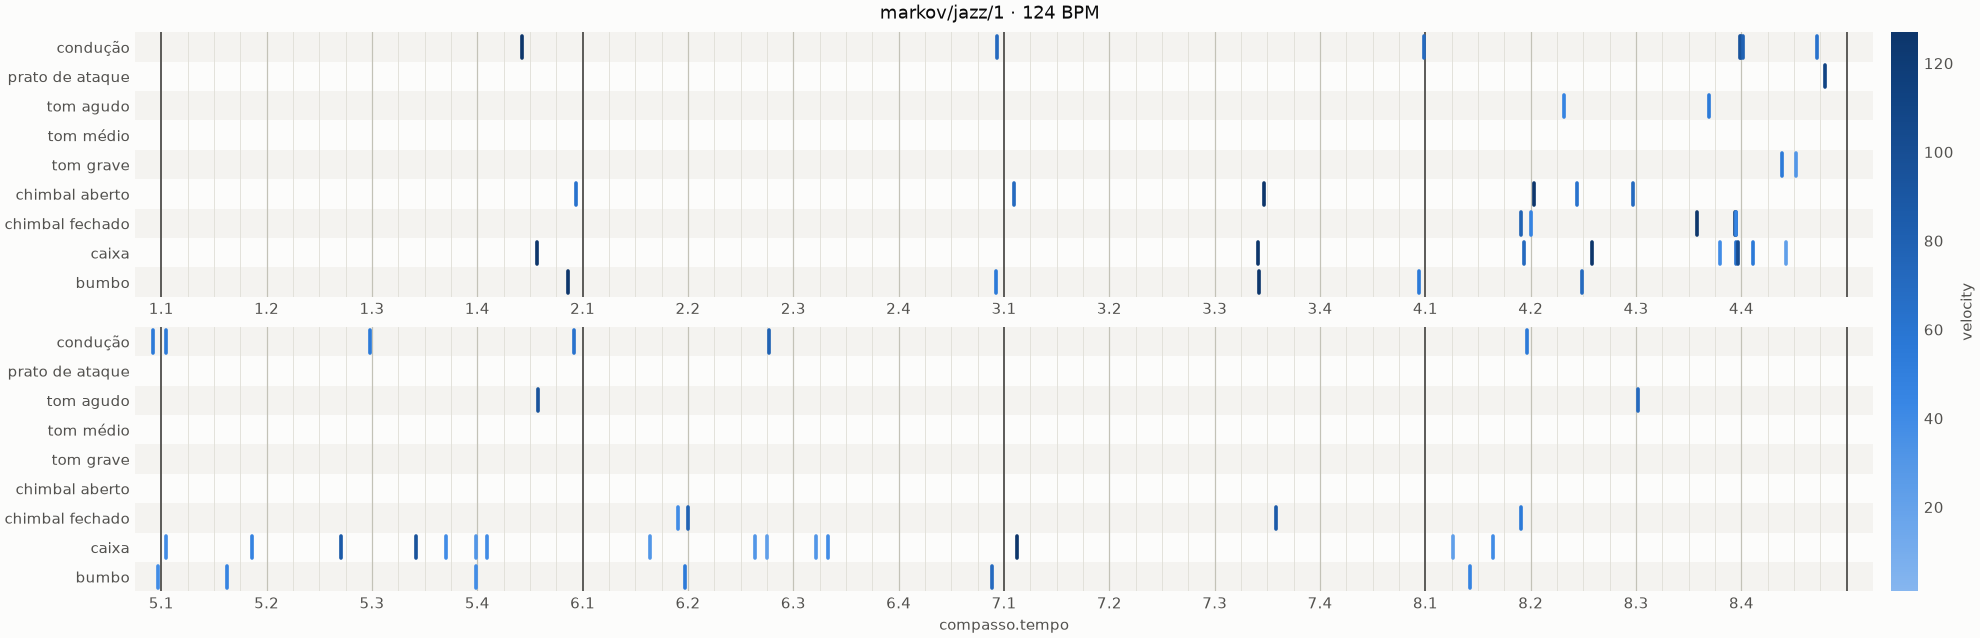 markov/jazz/1 · 124 BPM
condução
prato de ataque
tom agudo
tom médio
tom grave
chimbal aberto
chimbal fechado
caixa
bumbo
1.1 1.2 1.3 1.4 2.1 2.2 2.3 2.4 3.1 3.2 3.3 3.4 4.1 4.2 4.3 4.4
condução
prato de ataque
tom agudo
tom médio
tom grave
chimbal aberto
chimbal fechado
caixa
bumbo
5.1 5.2 5.3 5.4 6.1 6.2 6.3 6.4 7.1 7.2 7.3 7.4 8.1 8.2 8.3 8.4
compasso.tempo
120
100
80
60
40
20
velocity